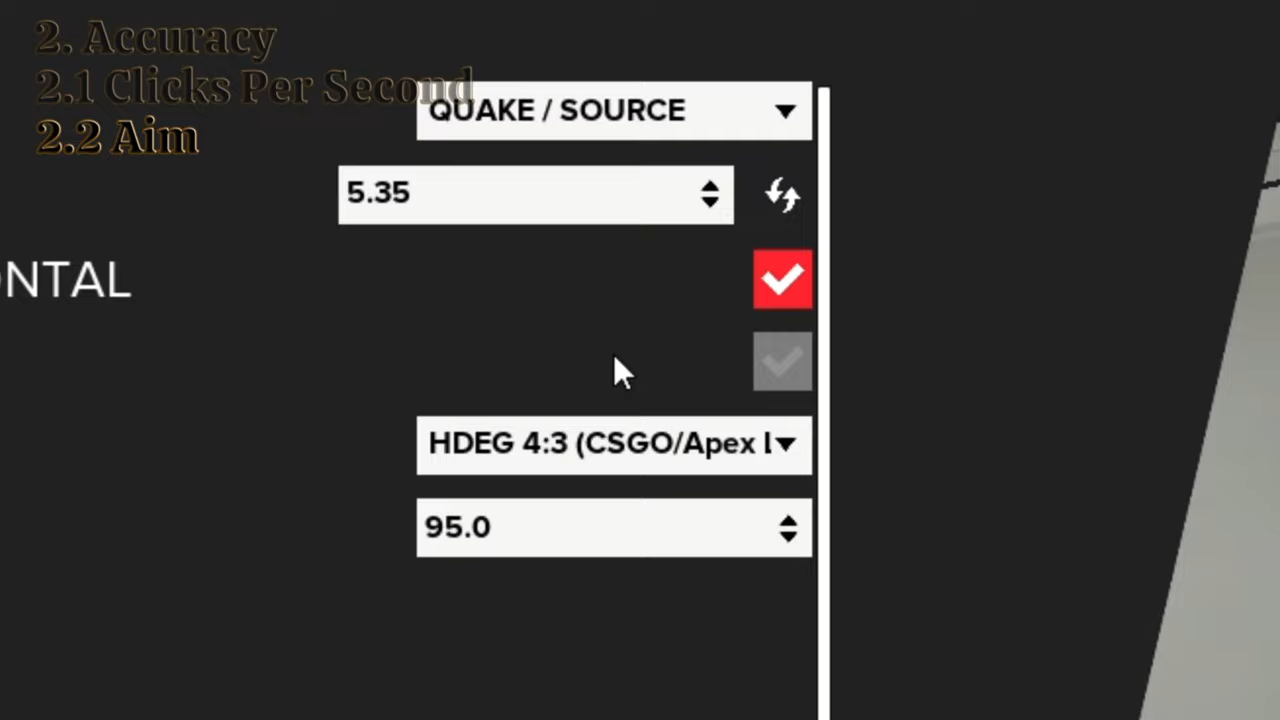 2. Accuracy
2.1 Clicks Per Second
QUAKE / SOURCE
2.2 Aim
5.35
ONTAL
HDEG 4:3 (CSGO/Apex L
95.0